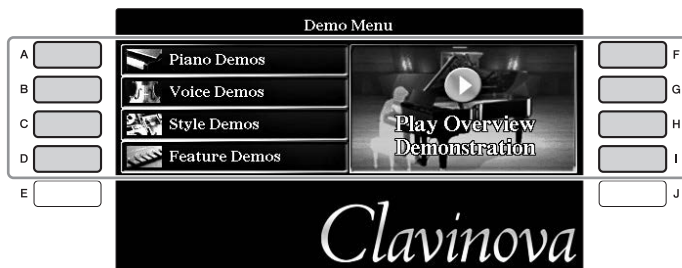 Demo Menu
A
F
Piano Demos
B
G
Voice Demos
C
H
Style Demos
Play Overview
Demonstration
D
I
Feature Demos
E
J
Clavinova